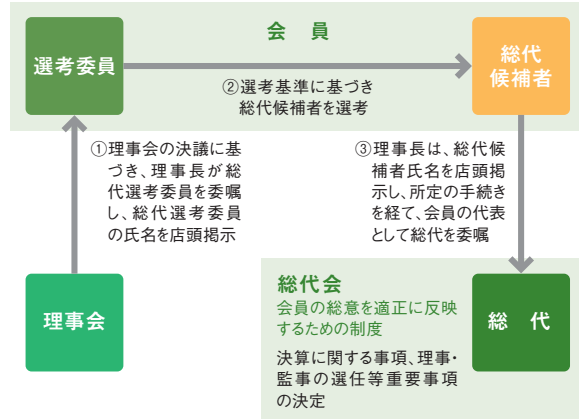 会 員
選考委員
総代
候補者
②選考基準に基づき
総代候補者を選考
①理事会の決議に基
づき、理事長が総
代選考委員を委嘱
し、総代選考委員
の氏名を店頭掲示
③理事長は、総代候
補者氏名を店頭掲
示し、所定の手続き
を経て、会員の代表
として総代を委嘱
理事会
総代会
会員の総意を適正に反映
するための制度
決算に関する事項、理事・
監事の選任等重要事項
の決定
総 代